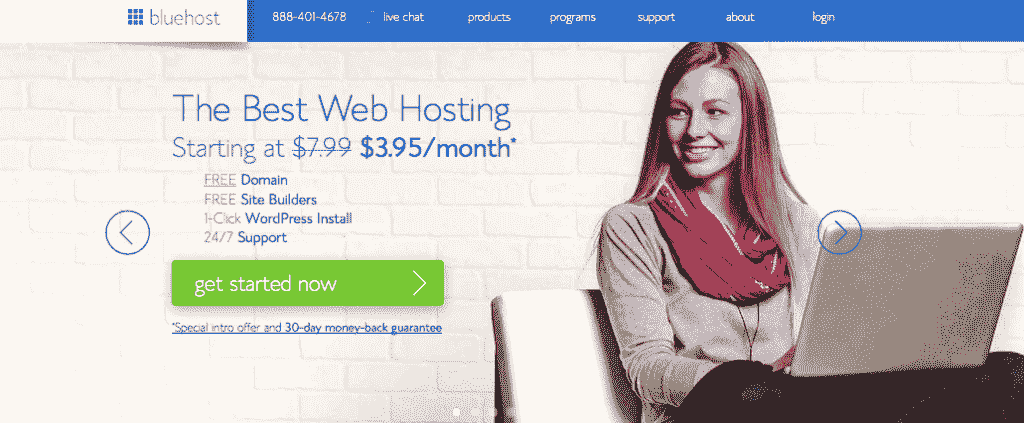 bluehost
888-401-4678 live chat products programs support about login
The Best Web Hosting
Starting at $7.99 $3.95/month*
FREE Domain
FREE Site Builders
1-Click WordPress Install
24/7 Support
get started now
*Special intro offer and 30-day money-back guarantee